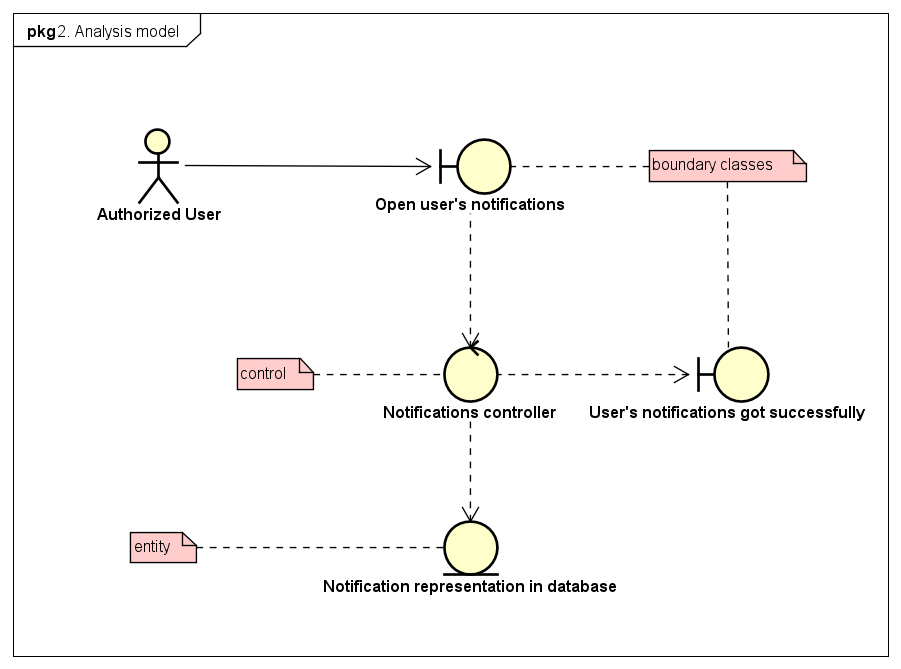 pkg 2. Analysis model
boundary classes
Open user's notifications
Authorized User
control
Notifications controller
User's notifications got successfully
entity
Notification representation in database